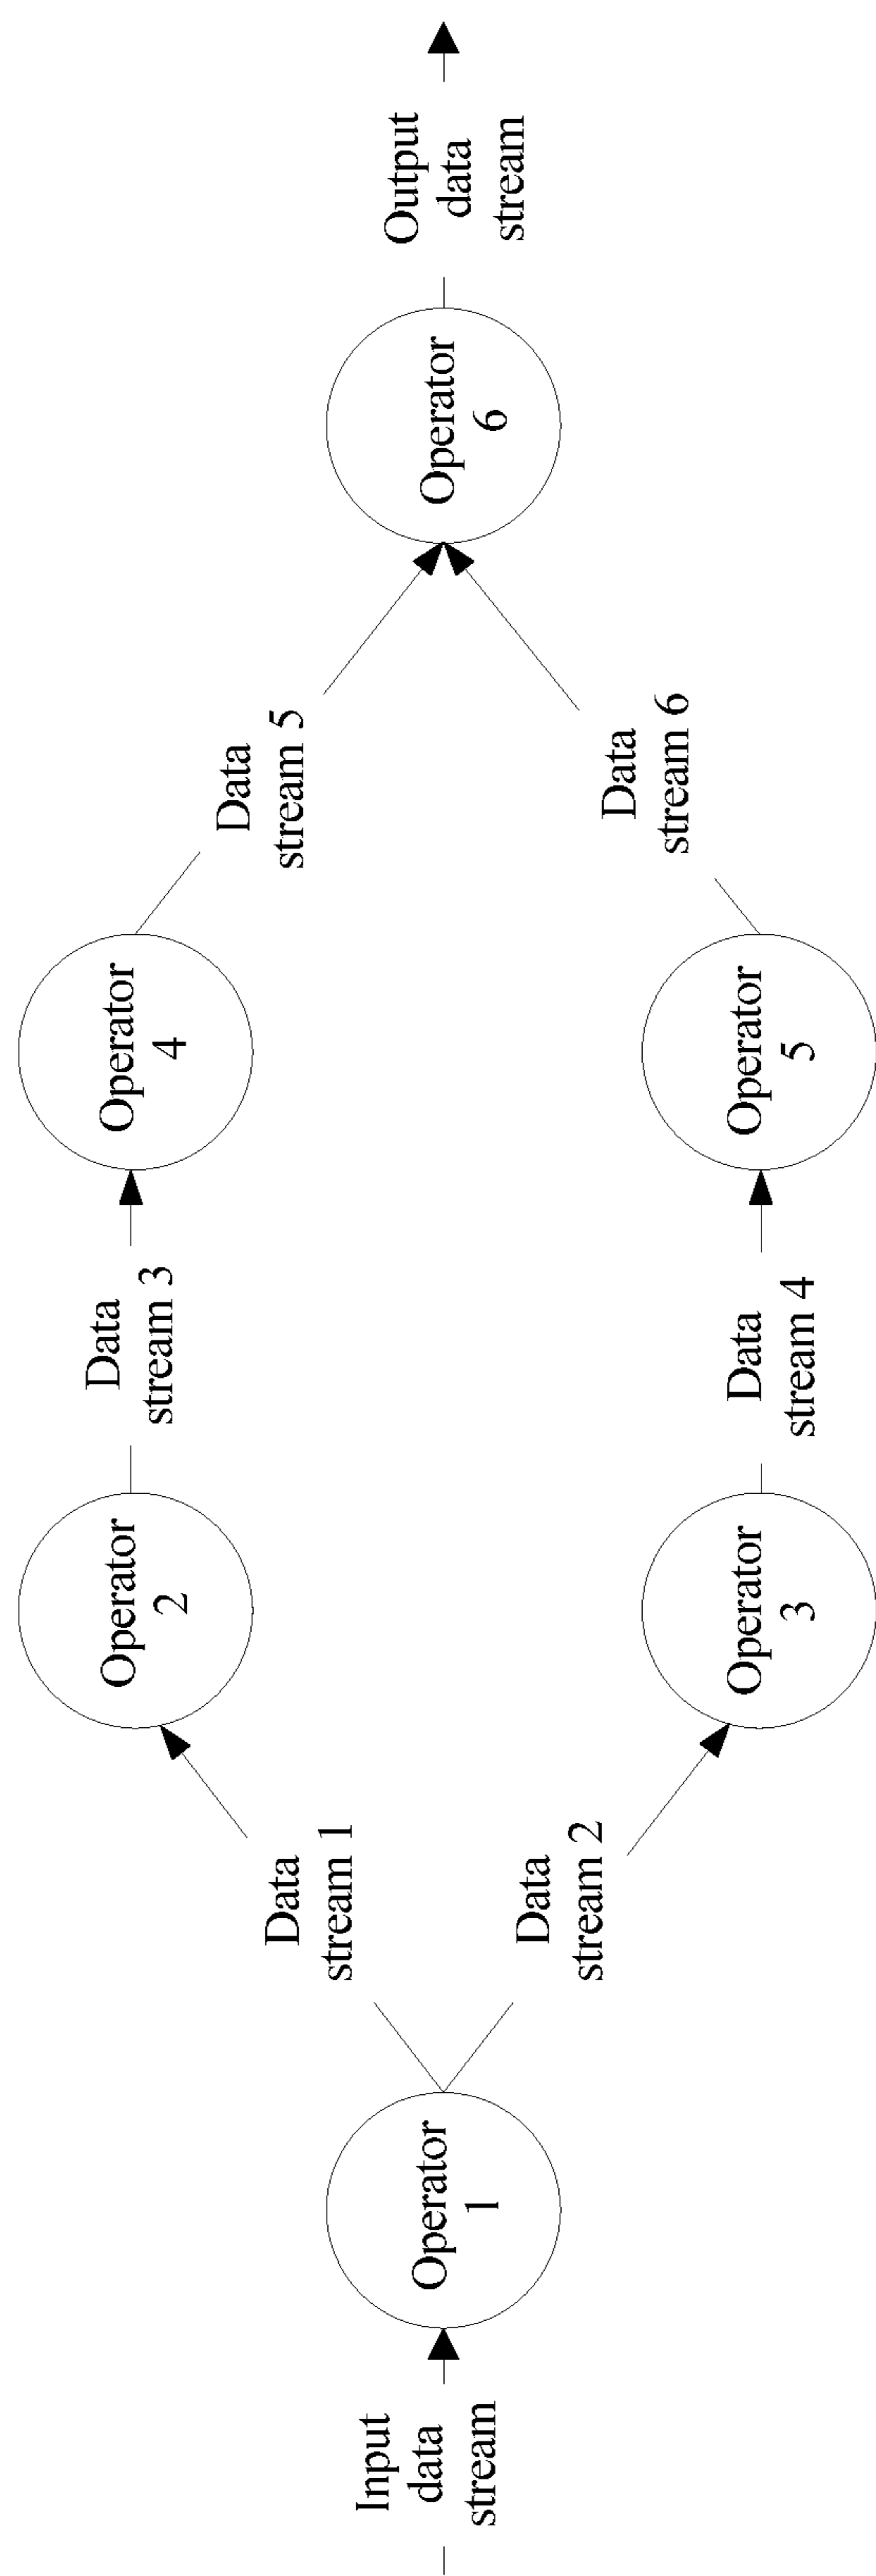 Input
data
stream
Operator
1
Data
stream 1
Data
stream 2
Operator
2
Operator
3
Data
stream 3
Data
stream 4
Operator
4
Operator
5
Data
stream 5
Data
stream 6
Operator
6
Output
data
stream